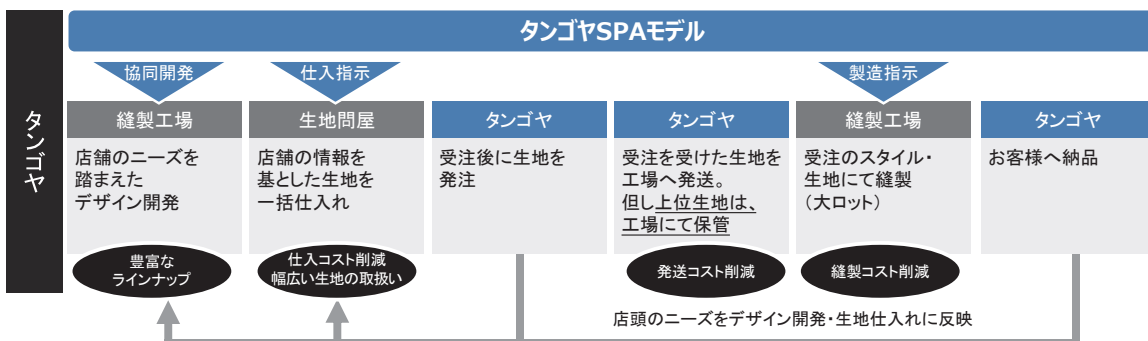 タンゴヤSPAモデル
タンゴヤ
協同開発
縫製工場
店舗のニーズを
踏まえた
デザイン開発
豊富な
ラインナップ
仕入指示
生地問屋
店舗の情報を
基とした生地を
一括仕入れ
仕入コスト削減
幅広い生地の取扱い
タンゴヤ
受注後に生地を
発注
タンゴヤ
受注を受けた生地を
工場へ発送。
但し上位生地は、
工場にて保管
発送コスト削減
製造指示
縫製工場
受注のスタイル・
生地にて縫製
（大ロット）
縫製コスト削減
タンゴヤ
お客様へ納品
店頭のニーズをデザイン開発・生地仕入れに反映